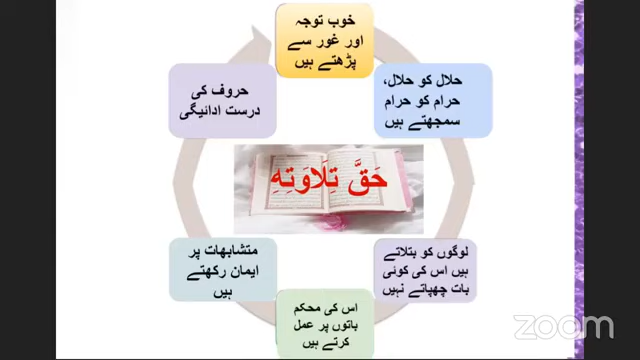 خوب توجہ
اور غور سے
پڑھتے ہیں
حلال کو حلال،
حرام کو حرام
سمجھتے ہیں
حروف کی
درست ادائیگی
حَقَّ تِلَاوَتِهِ
لوگوں کو بتلاتے
ہیں اس کی کوئی
بات چھپاتے نہیں
متشابھات پر
ایمان رکھتے
ہیں
اس کی محکم
باتوں پر عمل
کرتے ہیں
zoom